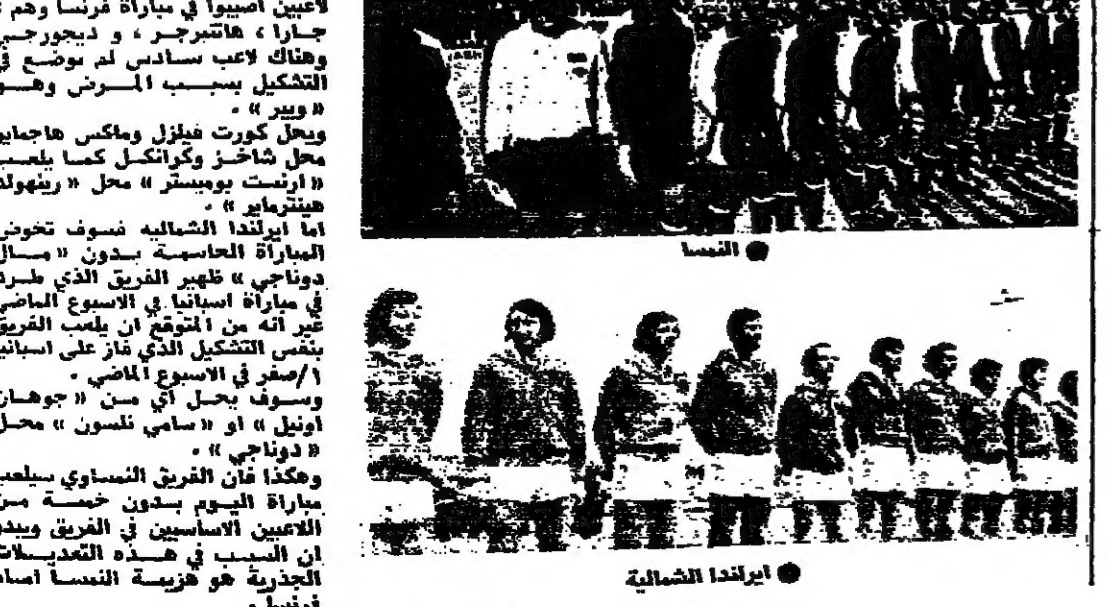 لاعبين اصيبوا في مباراة فرنسا وهم
جارا ، هاتنبرجر ، و ديجورجي
وهناك لاعب سادس لم يوضع في
التشكيل بسبب المرض وهو
« ويبر » .
ويحل كورت فيلزل وماكس هاجماير
محل شاخز وكرانكل كما يلعب
« ارنست بوميستر » محل « رينهولد
هينترماير » .
اما ايرلندا الشماليه فسوف تخوض
المباراة الحاسمة بدون « مال
دوناجي » ظهير الفريق الذي طرد
في مباراة اسبانيا في الاسبوع الماضي
غير انه من المتوقع ان يلعب الفريق
بنفس التشكيل الذي فاز على اسبانيا
١/صفر في الاسبوع الماضي .
وسوف يحل اي من « جوهان
اونيل » او « سامي نلسون » محل
« دوناجي » .
وهكذا فان الفريق النمساوي سيلعب
مباراة اليوم بدون خمسة من
اللاعبين الاساسيين في الفريق ويبدو
ان السبب في هذه التعديلات
الجذرية هو هزيمة النمسا امام
فرنسا .
● النمسا
● ايرلندا الشمالية